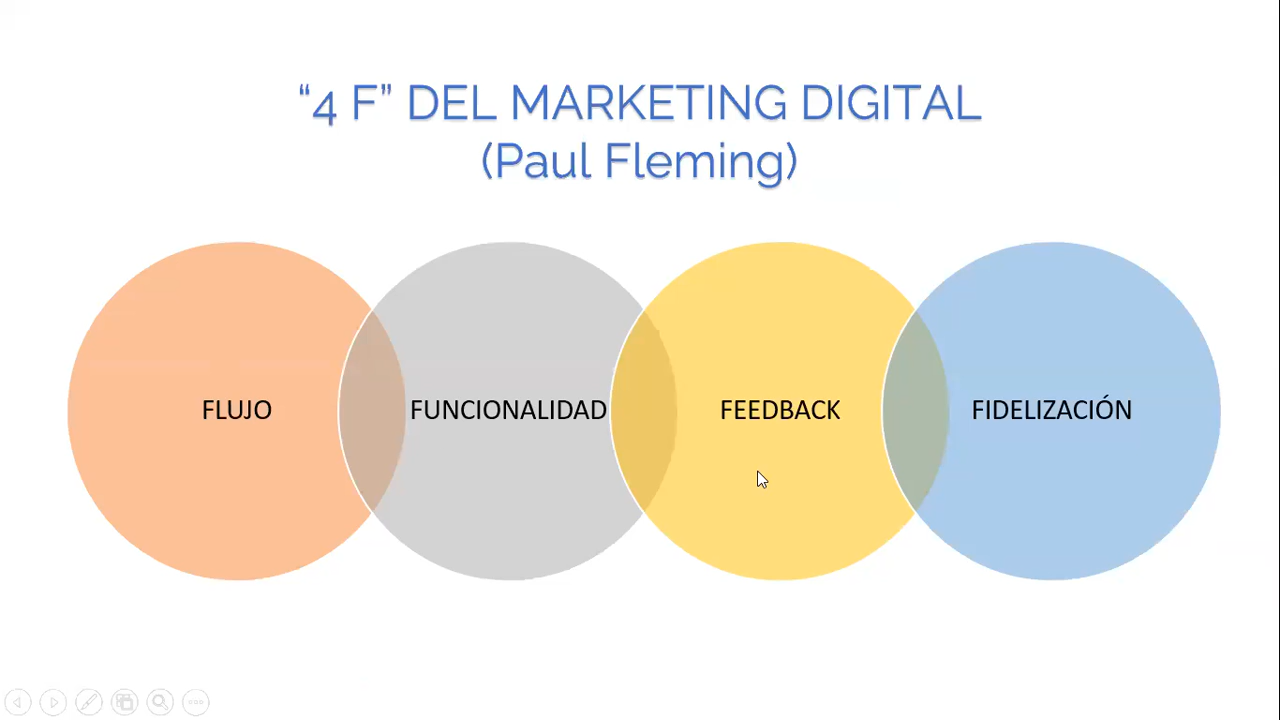 “4 F” DEL MARKETING DIGITAL
(Paul Fleming)
FLUJO
FUNCIONALIDAD
FEEDBACK
FIDELIZACIÓN